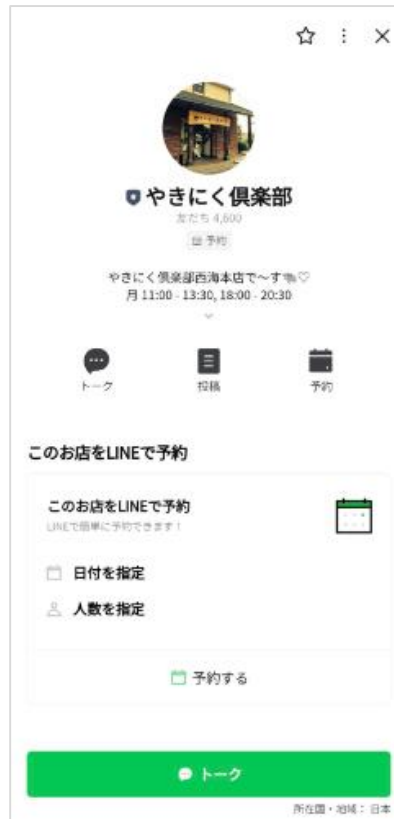 やきにく倶楽部
友だち 4,600
予約
やきにく倶楽部西海本店で〜す🐃♡
月 11:00 - 13:30, 18:00 - 20:30
トーク
投稿
予約
このお店をLINEで予約
このお店をLINEで予約
LINEで簡単に予約できます！
日付を指定
人数を指定
予約する
トーク
所在国・地域： 日本